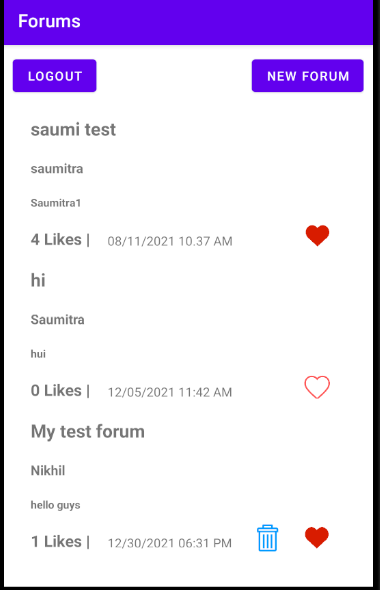 Forums
LOGOUT NEW FORUM
saumi test
saumitra
Saumitra1
4 Likes | 08/11/2021 10.37 AM
hi
Saumitra
hui
0 Likes | 12/05/2021 11:42 AM
My test forum
Nikhil
hello guys
1 Likes | 12/30/2021 06:31 PM